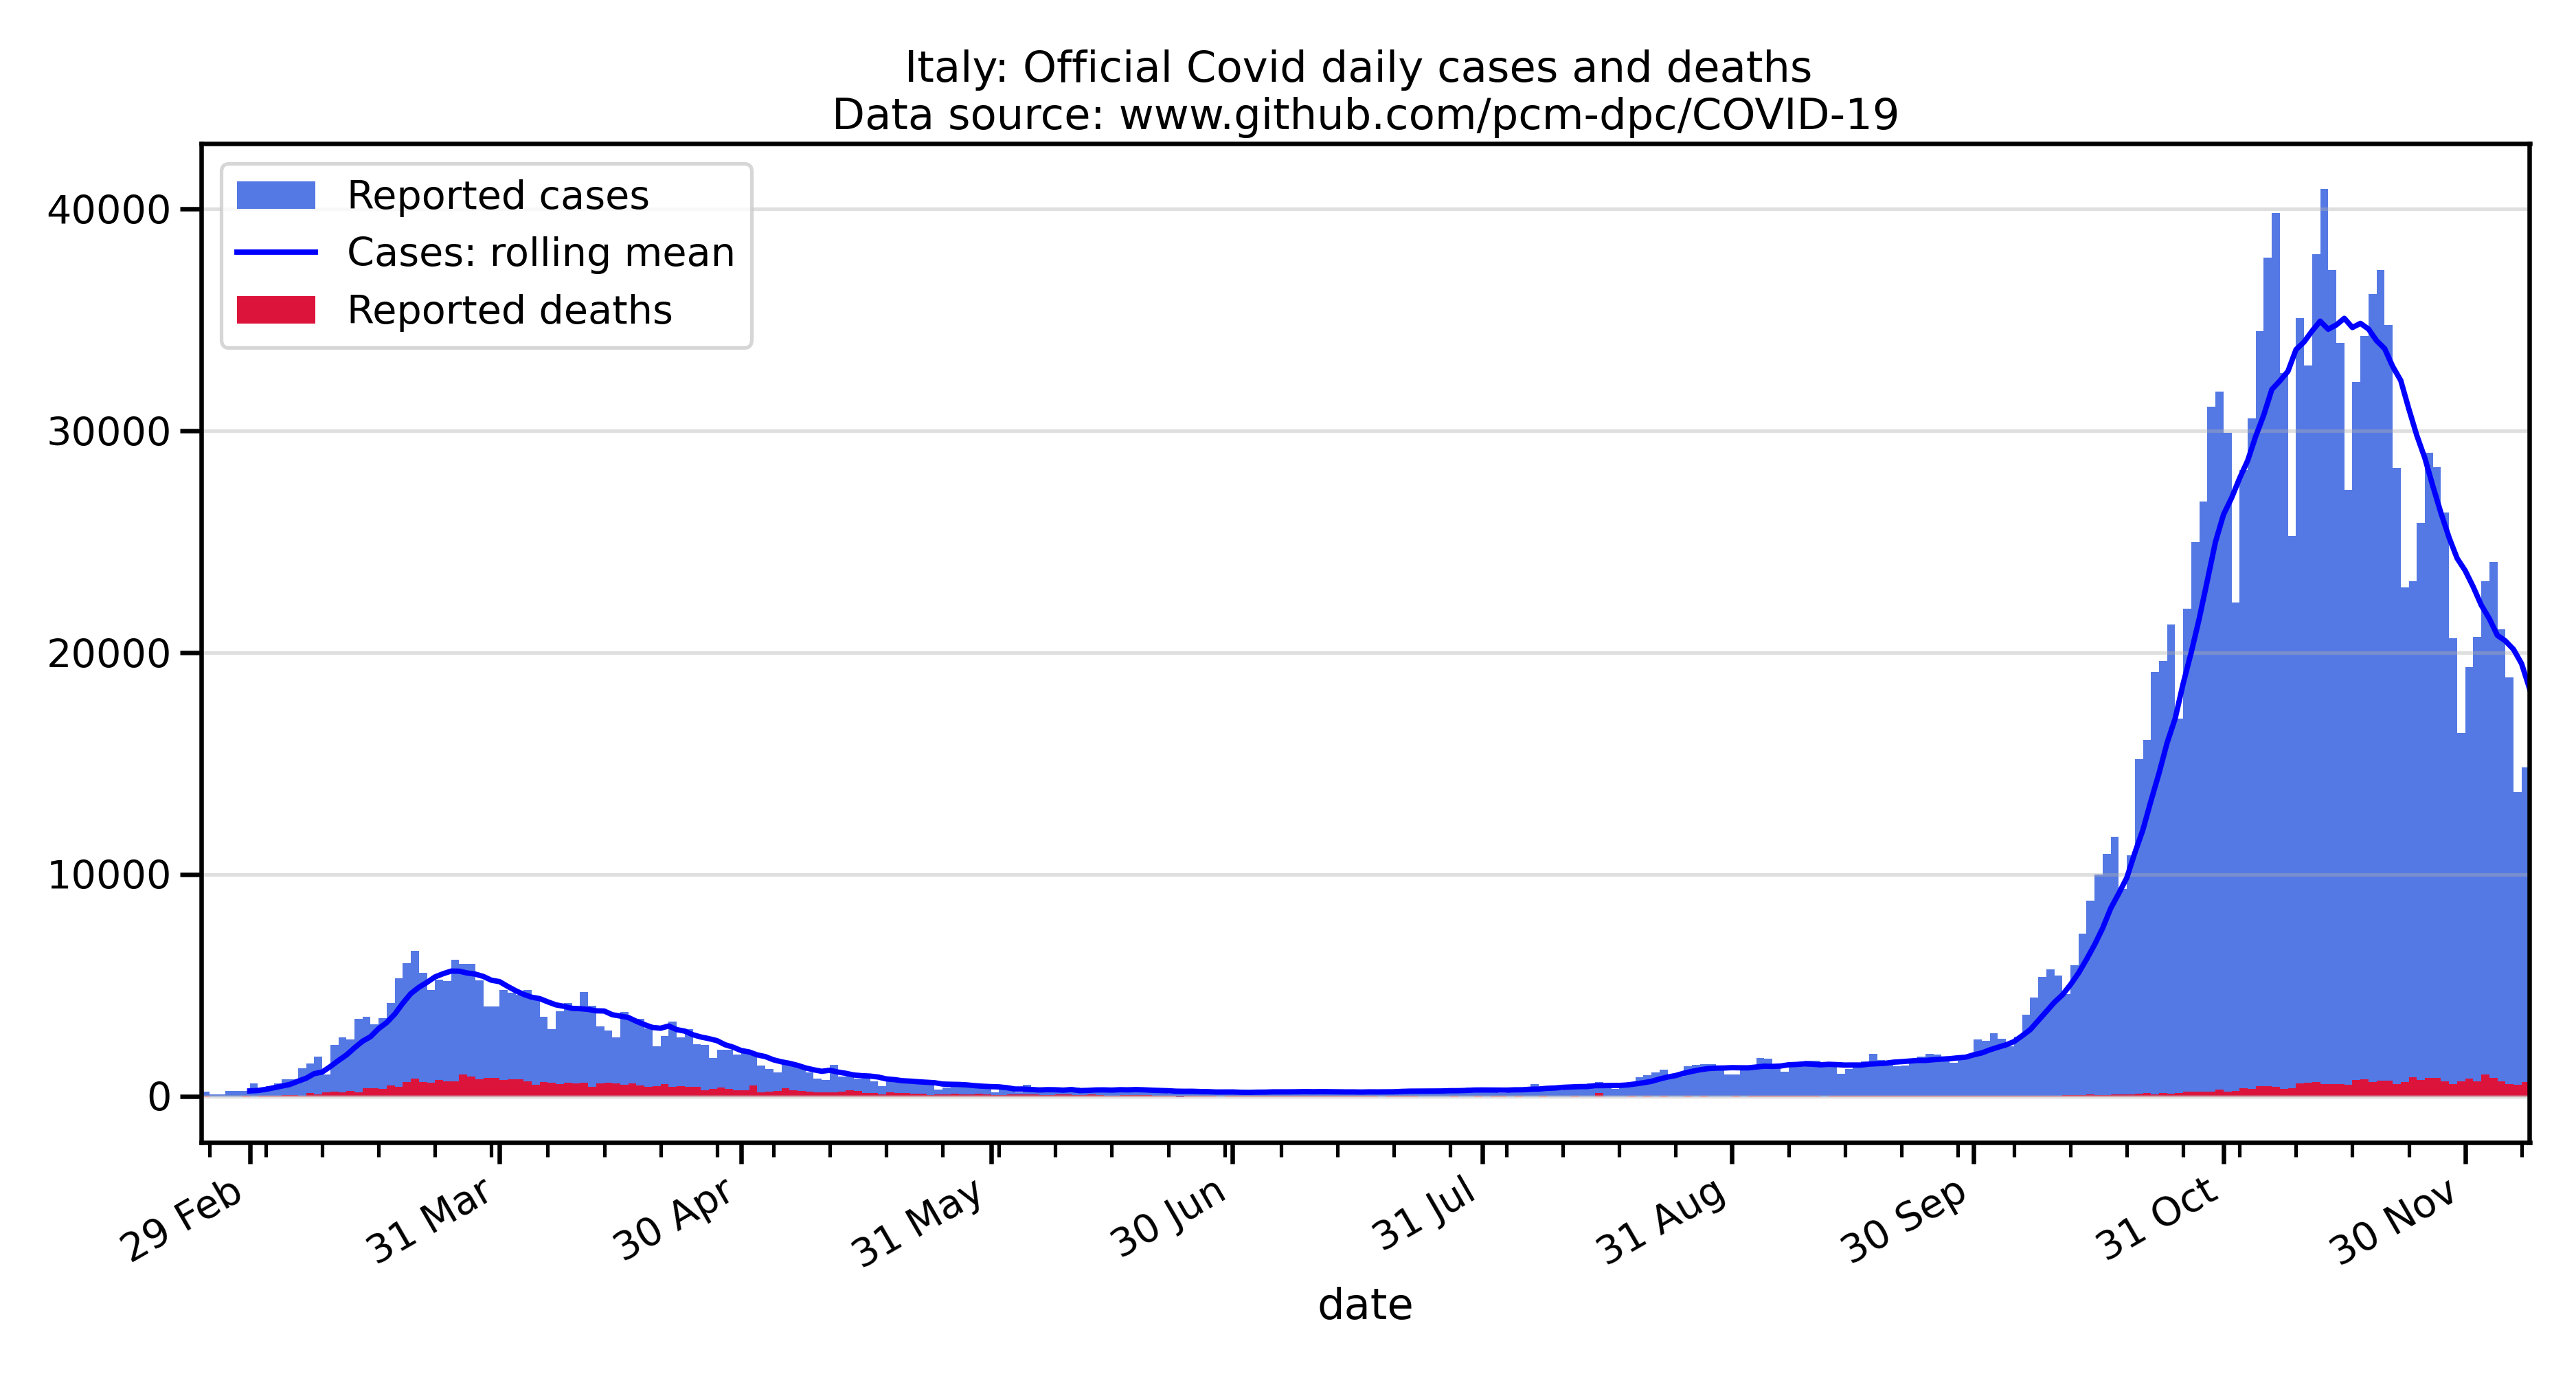 Italy: Official Covid daily cases and deaths
Data source: www.github.com/pcm-dpc/COVID-19
Reported cases
Cases: rolling mean
Reported deaths
40000
30000
20000
10000
0
29 Feb
31 Mar
30 Apr
31 May
30 Jun
31 Jul
31 Aug
30 Sep
31 Oct
30 Nov
date